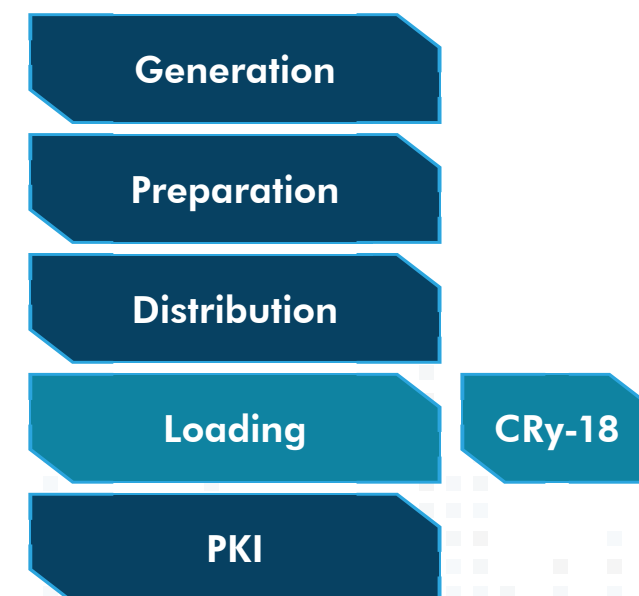 Generation
Preparation
Distribution
Loading
CRy-18
PKI